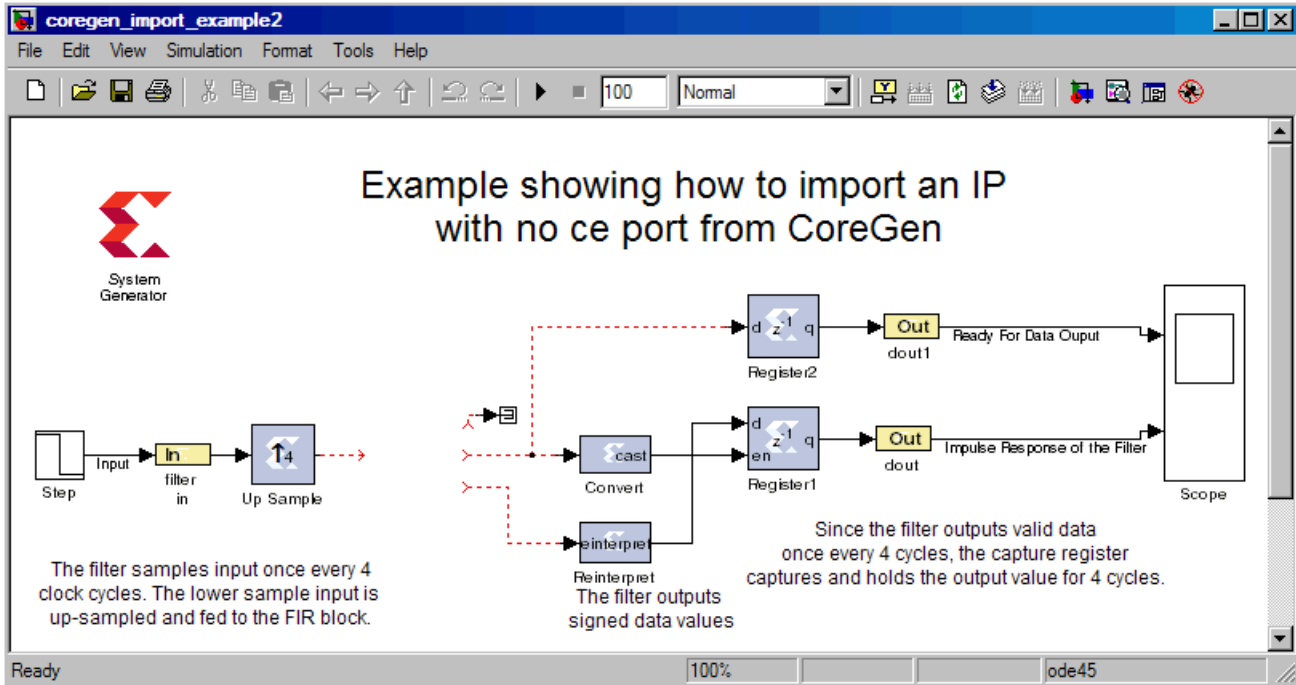 coregen_import_example2
File Edit View Simulation Format Tools Help
100 Normal
Example showing how to import an IP
with no ce port from CoreGen
System
Generator
d z-1 q
Register2
Out
dout1
Ready For Data Ouput
Step
Input
In
filter
in
↑4
Up Sample
cast
Convert
d
en
z-1 q
Register1
Out
dout
Impulse Response of the Filter
Scope
einterpret
Reinterpret
The filter outputs
signed data values
Since the filter outputs valid data
once every 4 cycles, the capture register
captures and holds the output value for 4 cycles.
The filter samples input once every 4
clock cycles. The lower sample input is
up-sampled and fed to the FIR block.
Ready 100% ode45